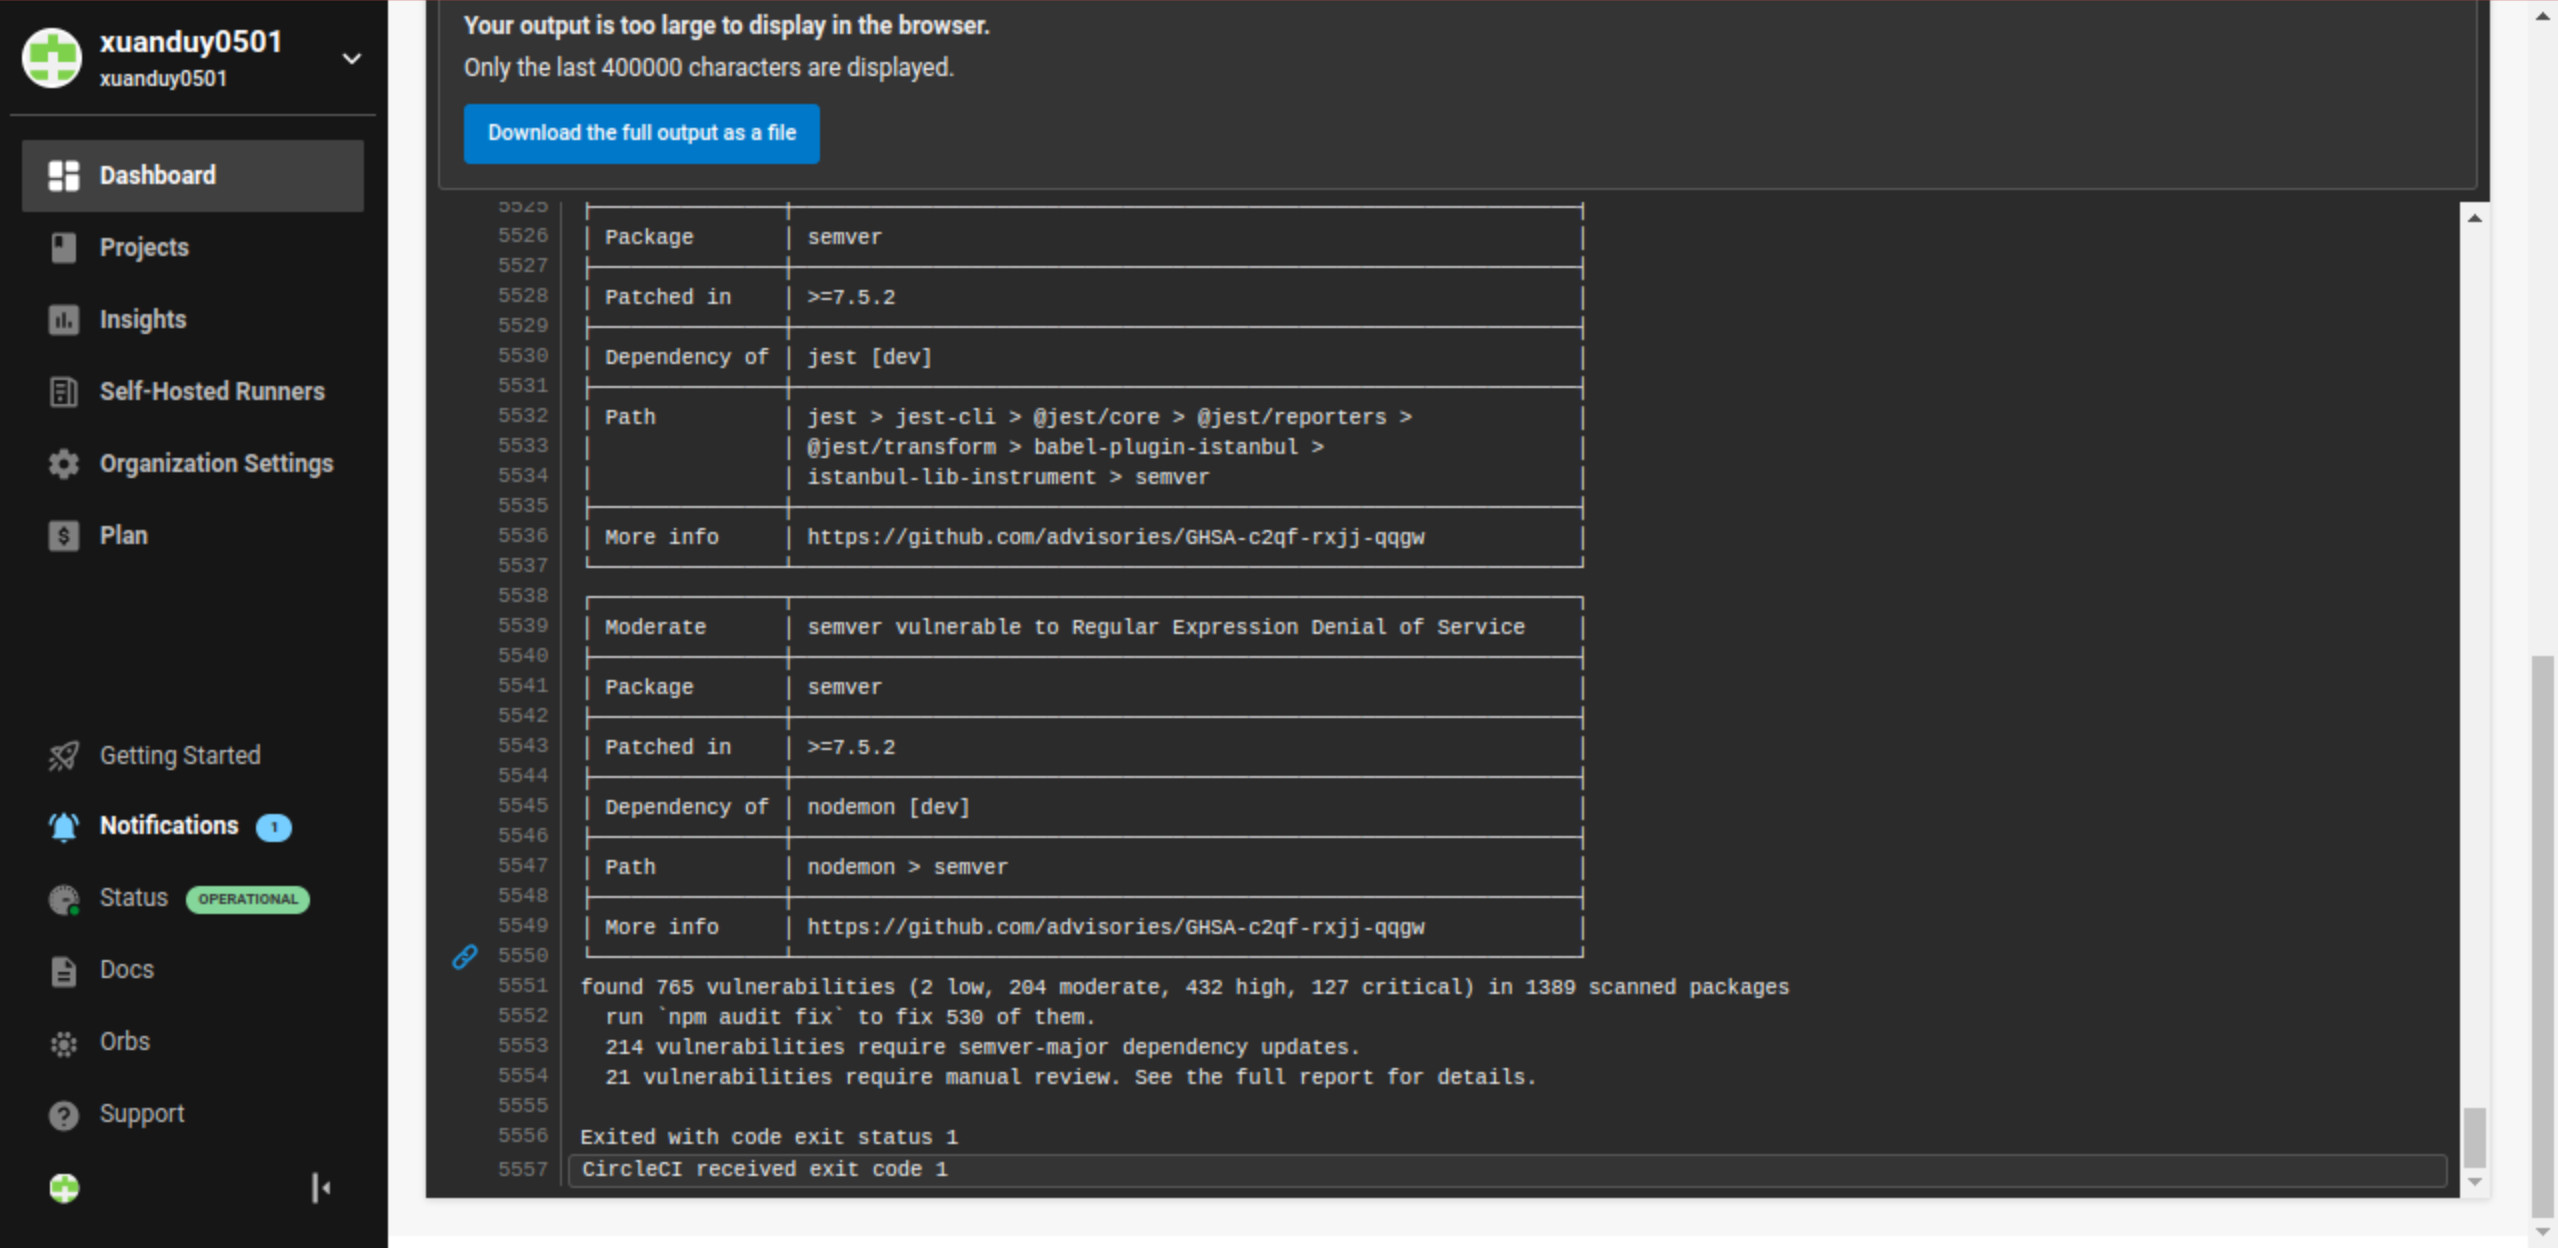 xuanduy0501
xuanduy0501
Dashboard
Projects
Insights
Self-Hosted Runners
Organization Settings
Plan
Getting Started
Notifications 1
Status OPERATIONAL
Docs
Orbs
Support
Your output is too large to display in the browser.
Only the last 400000 characters are displayed.
Download the full output as a file
5525
5526 │ Package │ semver │
5527
5528 │ Patched in │ >=7.5.2 │
5529
5530 │ Dependency of │ jest [dev] │
5531
5532 │ Path │ jest > jest-cli > @jest/core > @jest/reporters > │
5533 │ │ @jest/transform > babel-plugin-istanbul > │
5534 │ │ istanbul-lib-instrument > semver │
5535
5536 │ More info │ https://github.com/advisories/GHSA-c2qf-rxjj-qqgw │
5537
5538
5539 │ Moderate │ semver vulnerable to Regular Expression Denial of Service │
5540
5541 │ Package │ semver │
5542
5543 │ Patched in │ >=7.5.2 │
5544
5545 │ Dependency of │ nodemon [dev] │
5546
5547 │ Path │ nodemon > semver │
5548
5549 │ More info │ https://github.com/advisories/GHSA-c2qf-rxjj-qqgw │
5550
5551 found 765 vulnerabilities (2 low, 204 moderate, 432 high, 127 critical) in 1389 scanned packages
5552 run `npm audit fix` to fix 530 of them.
5553 214 vulnerabilities require semver-major dependency updates.
5554 21 vulnerabilities require manual review. See the full report for details.
5555
5556 Exited with code exit status 1
5557 CircleCI received exit code 1